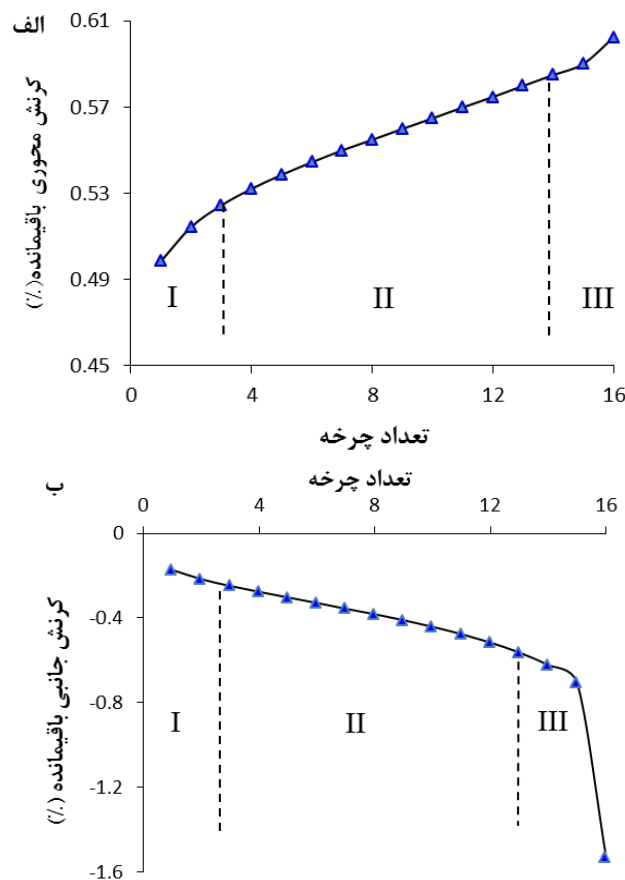 الف
0.61
0.57
0.53
0.49
0.45
کرنش محوری باقیمانده(٪)
I
II
III
0 4 8 12 16
تعداد چرخه
ب
تعداد چرخه
0 4 8 12 16
0
-0.4
-0.8
-1.2
-1.6
کرنش جانبی باقیمانده (٪)
I
II
III